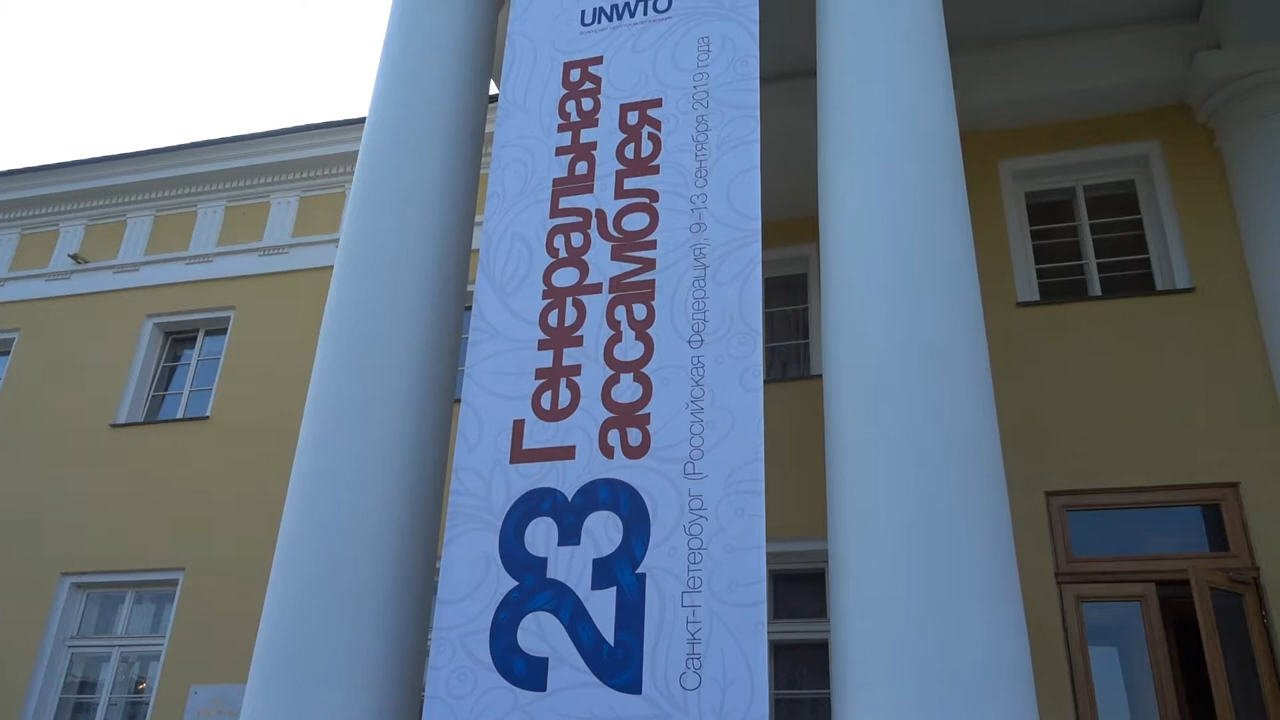 UNWTO
23 Генеральная
ассамблея
Санкт-Петербург (Российская Федерация), 9-13 сентября 2019 года